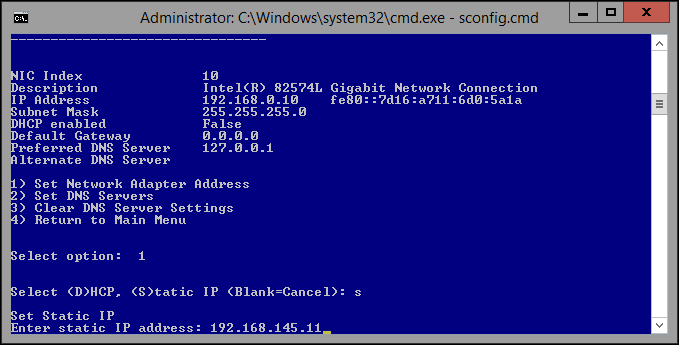 Administrator: C:\Windows\system32\cmd.exe - sconfig.cmd
--------------------------------
NIC Index 10
Description Intel(R) 82574L Gigabit Network Connection
IP Address 192.168.0.10 fe80::7d16:a711:6d0:5a1a
Subnet Mask 255.255.255.0
DHCP enabled False
Default Gateway 0.0.0.0
Preferred DNS Server 127.0.0.1
Alternate DNS Server
1) Set Network Adapter Address
2) Set DNS Servers
3) Clear DNS Server Settings
4) Return to Main Menu
Select option: 1
Select (D)HCP, (S)tatic IP (Blank=Cancel): s
Set Static IP
Enter static IP address: 192.168.145.11_